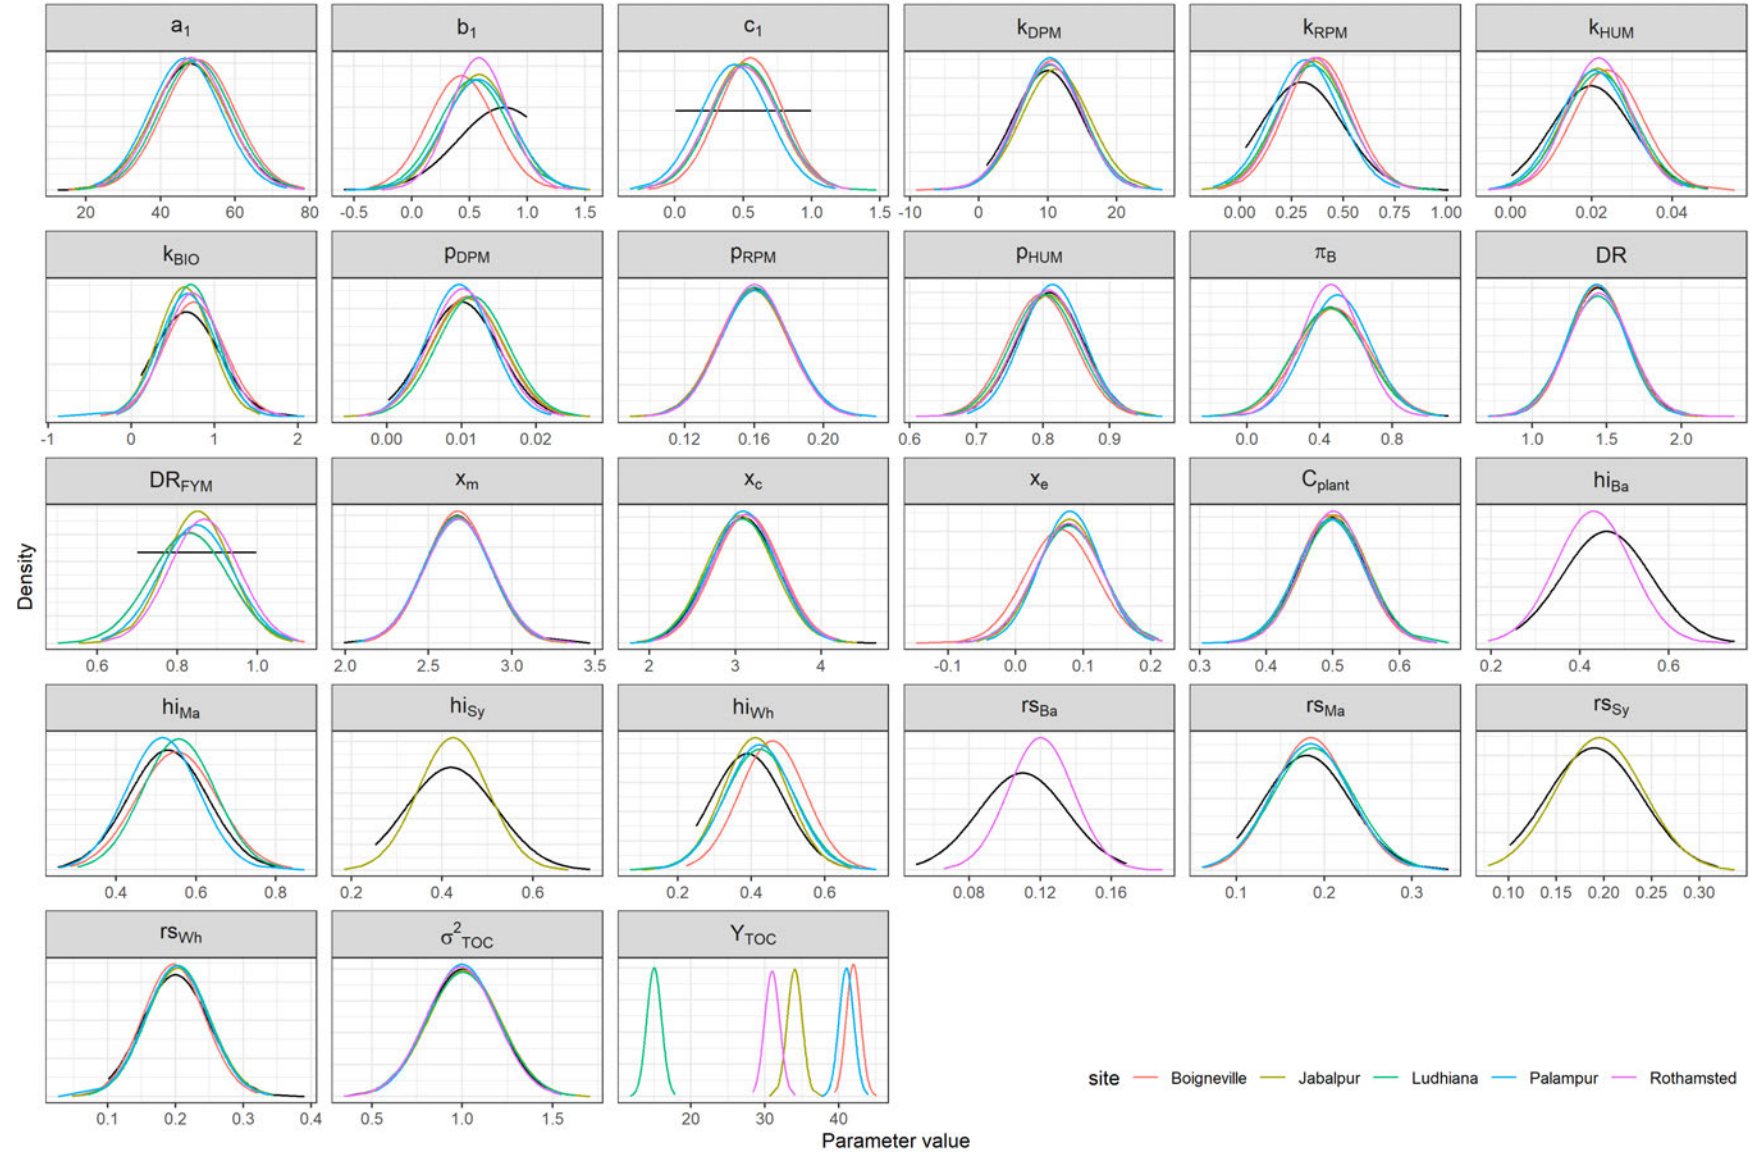 a1 b1 c1 kDPM kRPM kHUM
20 40 60 80 -0.5 0.0 0.5 1.0 1.5 0.0 0.5 1.0 1.5 -10 0 10 20 0.00 0.25 0.50 0.75 1.00 0.00 0.02 0.04
kBIO pDPM pRPM pHUM πB DR
-1 0 1 2 0.00 0.01 0.02 0.12 0.16 0.20 0.6 0.7 0.8 0.9 0.0 0.4 0.8 1.0 1.5 2.0
DRFYM xm xc xe Cplant hiBa
0.6 0.8 1.0 2.0 2.5 3.0 3.5 2 3 4 -0.1 0.0 0.1 0.2 0.3 0.4 0.5 0.6 0.2 0.4 0.6
Density
hiMa hiSy hiWh rsBa rsMa rsSy
0.4 0.6 0.8 0.2 0.4 0.6 0.2 0.4 0.6 0.08 0.12 0.16 0.1 0.2 0.3 0.10 0.15 0.20 0.25 0.30
rsWh σ2TOC YTOC
0.1 0.2 0.3 0.4 0.5 1.0 1.5 20 30 40
site Boigneville Jabalpur Ludhiana Palampur Rothamsted
Parameter value